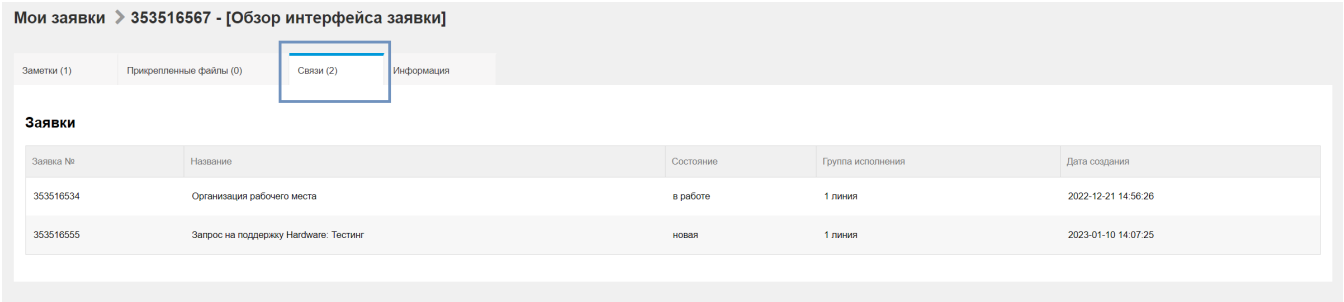 Мои заявки > 353516567 - [Обзор интерфейса заявки]
Заметки (1) Прикрепленные файлы (0) Связи (2) Информация
Заявки
Заявка № Название Состояние Группа исполнения Дата создания
353516534 Организация рабочего места в работе 1 линия 2022-12-21 14:56:26
353516555 Запрос на поддержку Hardware: Тестинг новая 1 линия 2023-01-10 14:07:25